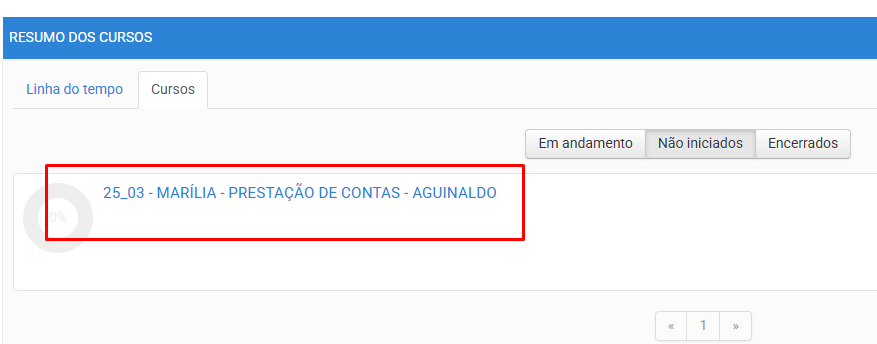 RESUMO DOS CURSOS
Linha do tempo Cursos
Em andamento Não iniciados Encerrados
25_03 - MARÍLIA - PRESTAÇÃO DE CONTAS - AGUINALDO
0%
« 1 »